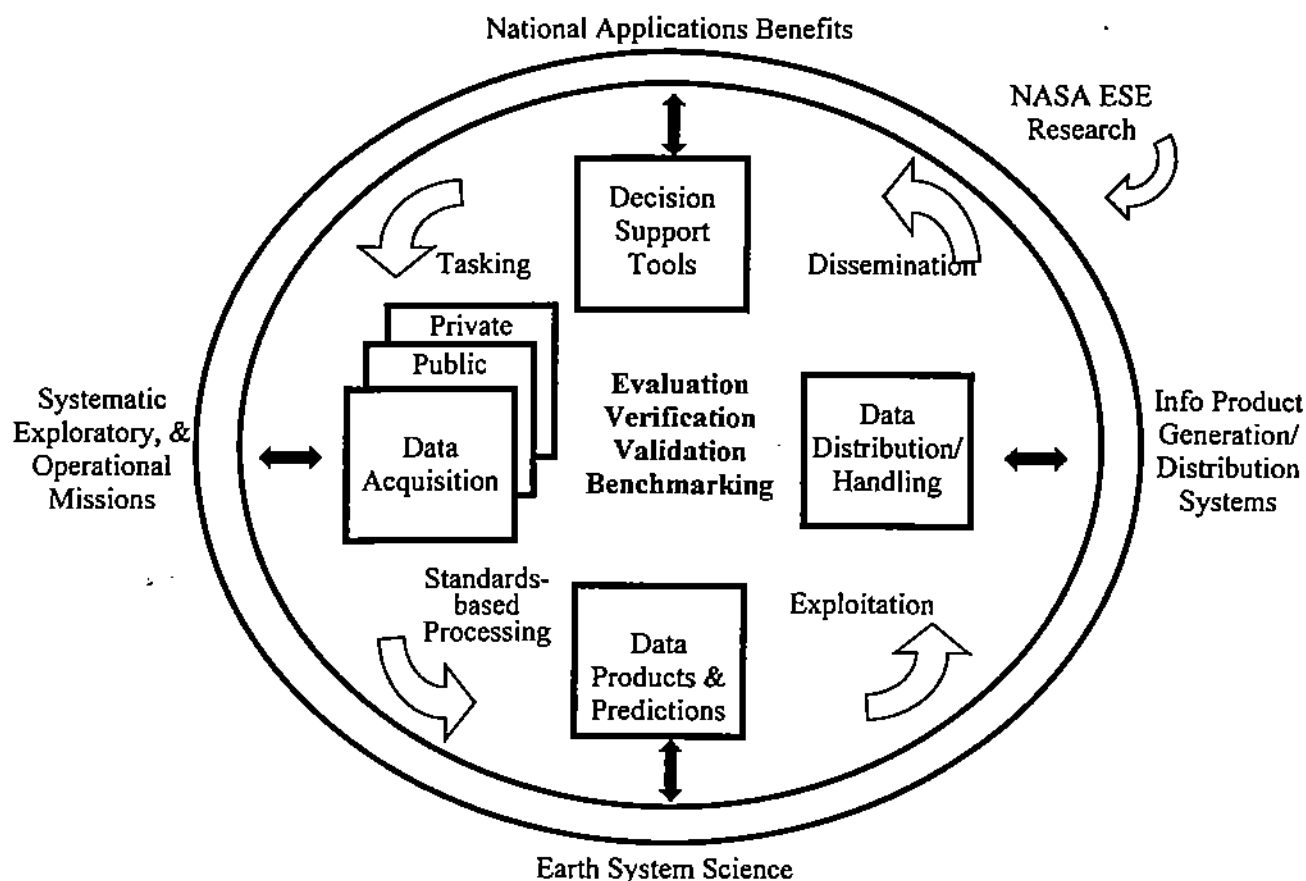 National Applications Benefits
NASA ESE
Research
Decision
Support
Tools
Tasking
Dissemination
Private
Public
Data
Acquisition
Evaluation
Verification
Validation
Benchmarking
Data
Distribution/
Handling
Systematic
Exploratory, &
Operational
Missions
Info Product
Generation/
Distribution
Systems
Standards-
based
Processing
Exploitation
Data
Products &
Predictions
Earth System Science